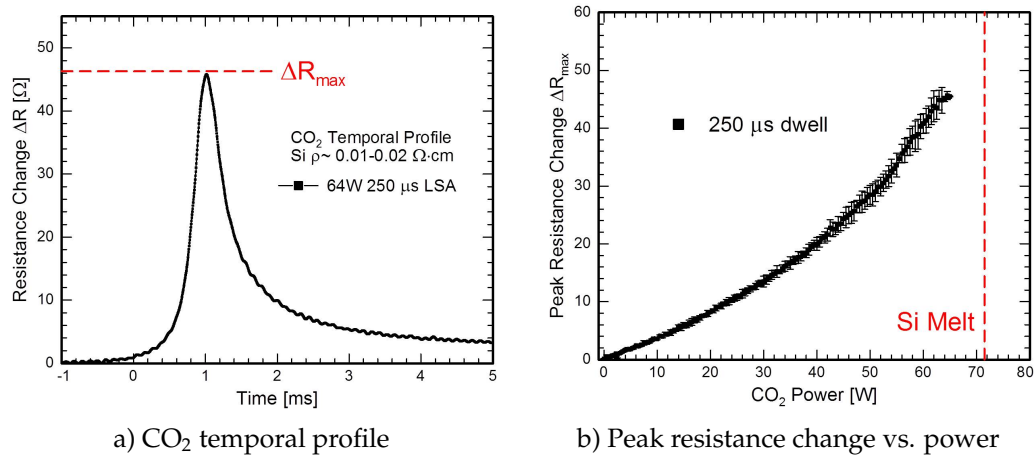 Resistance Change ΔR [Ω]
50
40
30
20
10
0
-1 0 1 2 3 4 5
Time [ms]
ΔRmax
CO2 Temporal Profile
Si ρ~ 0.01-0.02 Ω·cm
64W 250 μs LSA
a) CO2 temporal profile
Peak Resistance Change ΔRmax
60
50
40
30
20
10
0
0 10 20 30 40 50 60 70 80
CO2 Power [W]
250 μs dwell
Si Melt
b) Peak resistance change vs. power